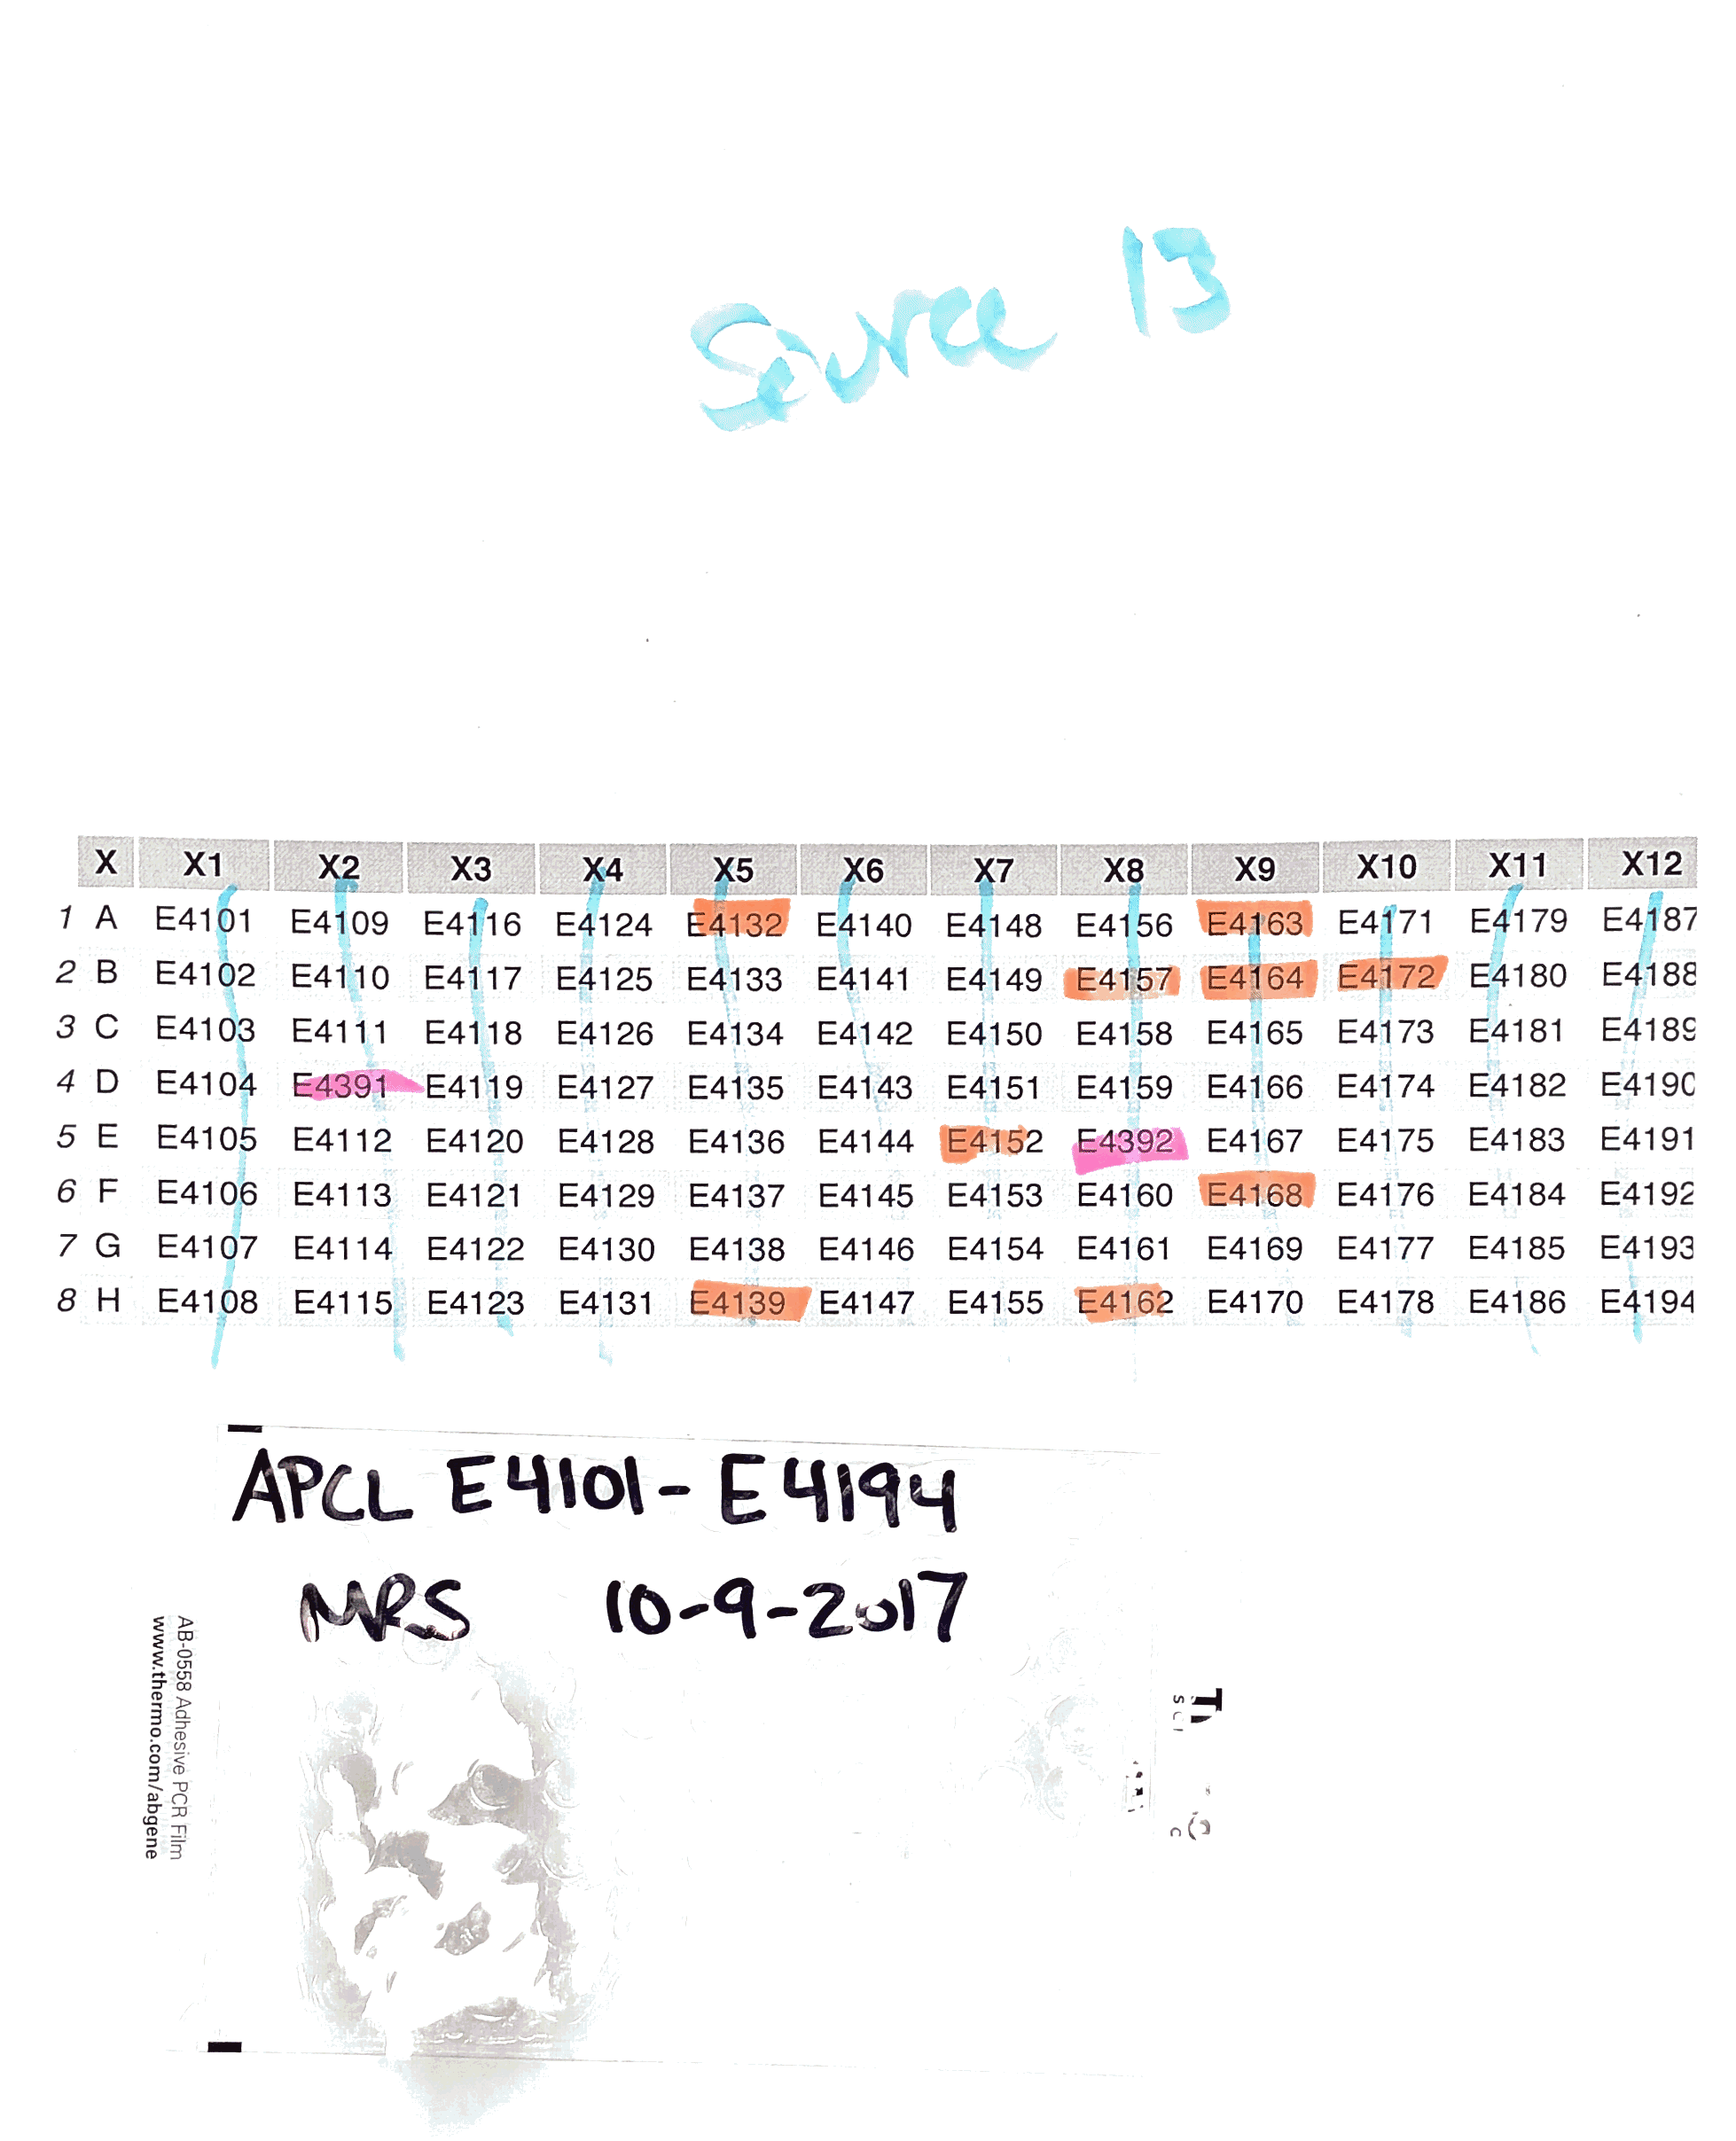 Source 13
X X1 X2 X3 X4 X5 X6 X7 X8 X9 X10 X11 X12
1 A E4101 E4109 E4116 E4124 E4132 E4140 E4148 E4156 E4163 E4171 E4179 E4187
2 B E4102 E4110 E4117 E4125 E4133 E4141 E4149 E4157 E4164 E4172 E4180 E4188
3 C E4103 E4111 E4118 E4126 E4134 E4142 E4150 E4158 E4165 E4173 E4181 E4189
4 D E4104 E4391 E4119 E4127 E4135 E4143 E4151 E4159 E4166 E4174 E4182 E4190
5 E E4105 E4112 E4120 E4128 E4136 E4144 E4152 E4392 E4167 E4175 E4183 E4191
6 F E4106 E4113 E4121 E4129 E4137 E4145 E4153 E4160 E4168 E4176 E4184 E4192
7 G E4107 E4114 E4122 E4130 E4138 E4146 E4154 E4161 E4169 E4177 E4185 E4193
8 H E4108 E4115 E4123 E4131 E4139 E4147 E4155 E4162 E4170 E4178 E4186 E4194
APCL E4101-E4194
MRS 10-9-2017
AB-0558 Adhesive PCR Film
www.thermo.com/abgene